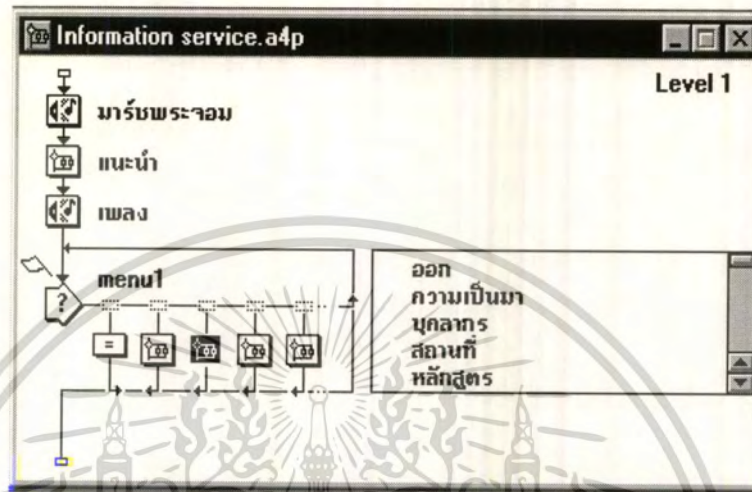 Information service.a4p
Level 1
มาร์ชพระจอม
แนะนำ
เพลง
menu1
?
=
ออก
ความเป็นมา
บุคลากร
สถานที่
หลักสูตร